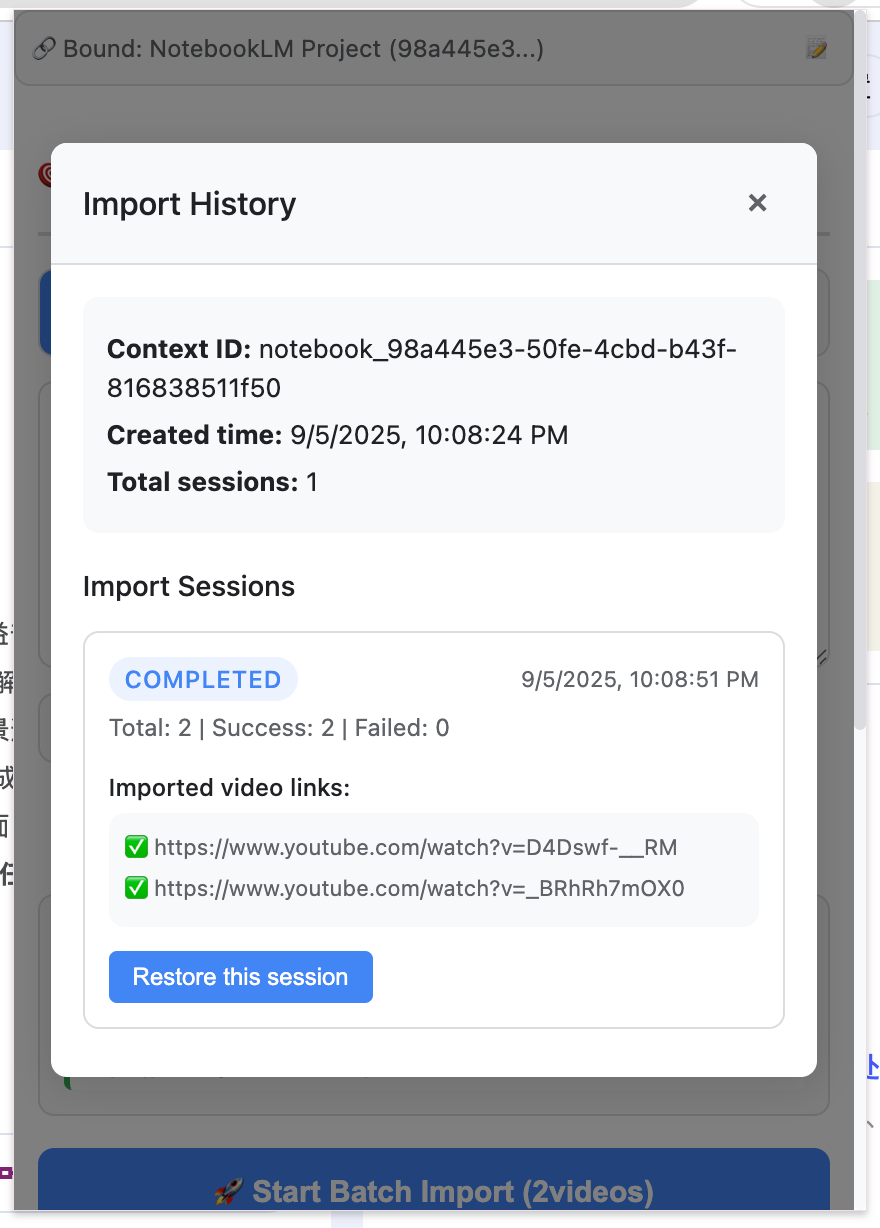 Bound: NotebookLM Project (98a445e3...)
Import History
Context ID: notebook_98a445e3-50fe-4cbd-b43f-
816838511f50
Created time: 9/5/2025, 10:08:24 PM
Total sessions: 1
Import Sessions
COMPLETED
9/5/2025, 10:08:51 PM
Total: 2 | Success: 2 | Failed: 0
Imported video links:
https://www.youtube.com/watch?v=D4Dswf-__RM
https://www.youtube.com/watch?v=_BRhRh7mOX0
Restore this session
Start Batch Import (2videos)